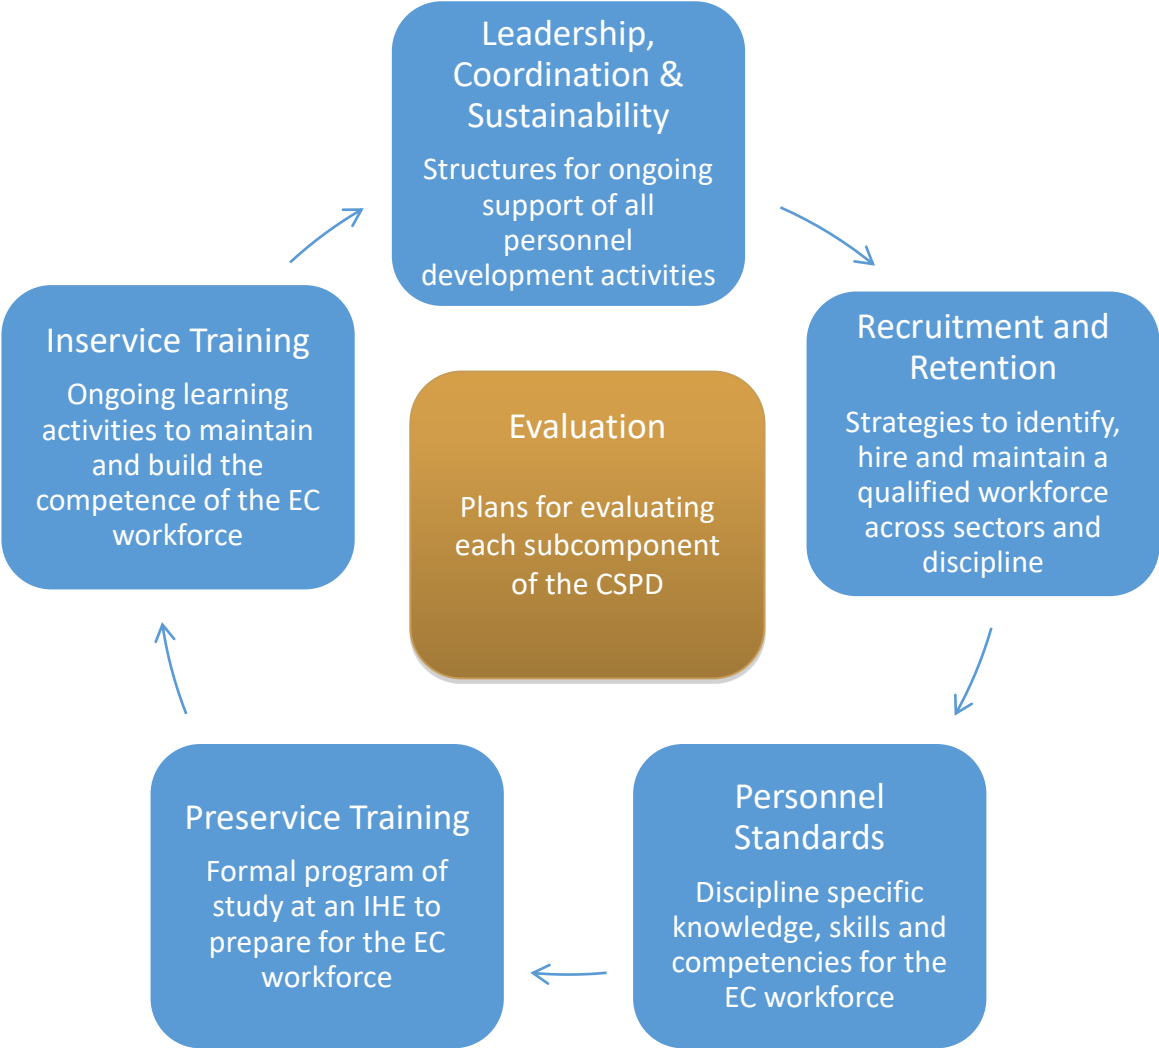 Leadership,
Coordination &
Sustainability
Structures for ongoing
support of all
personnel
development activities
Recruitment and
Retention
Strategies to identify,
hire and maintain a
qualified workforce
across sectors and
discipline
Personnel
Standards
Discipline specific
knowledge, skills and
competencies for the
EC workforce
Preservice Training
Formal program of
study at an IHE to
prepare for the EC
workforce
Inservice Training
Ongoing learning
activities to maintain
and build the
competence of the EC
workforce
Evaluation
Plans for evaluating
each subcomponent
of the CSPD